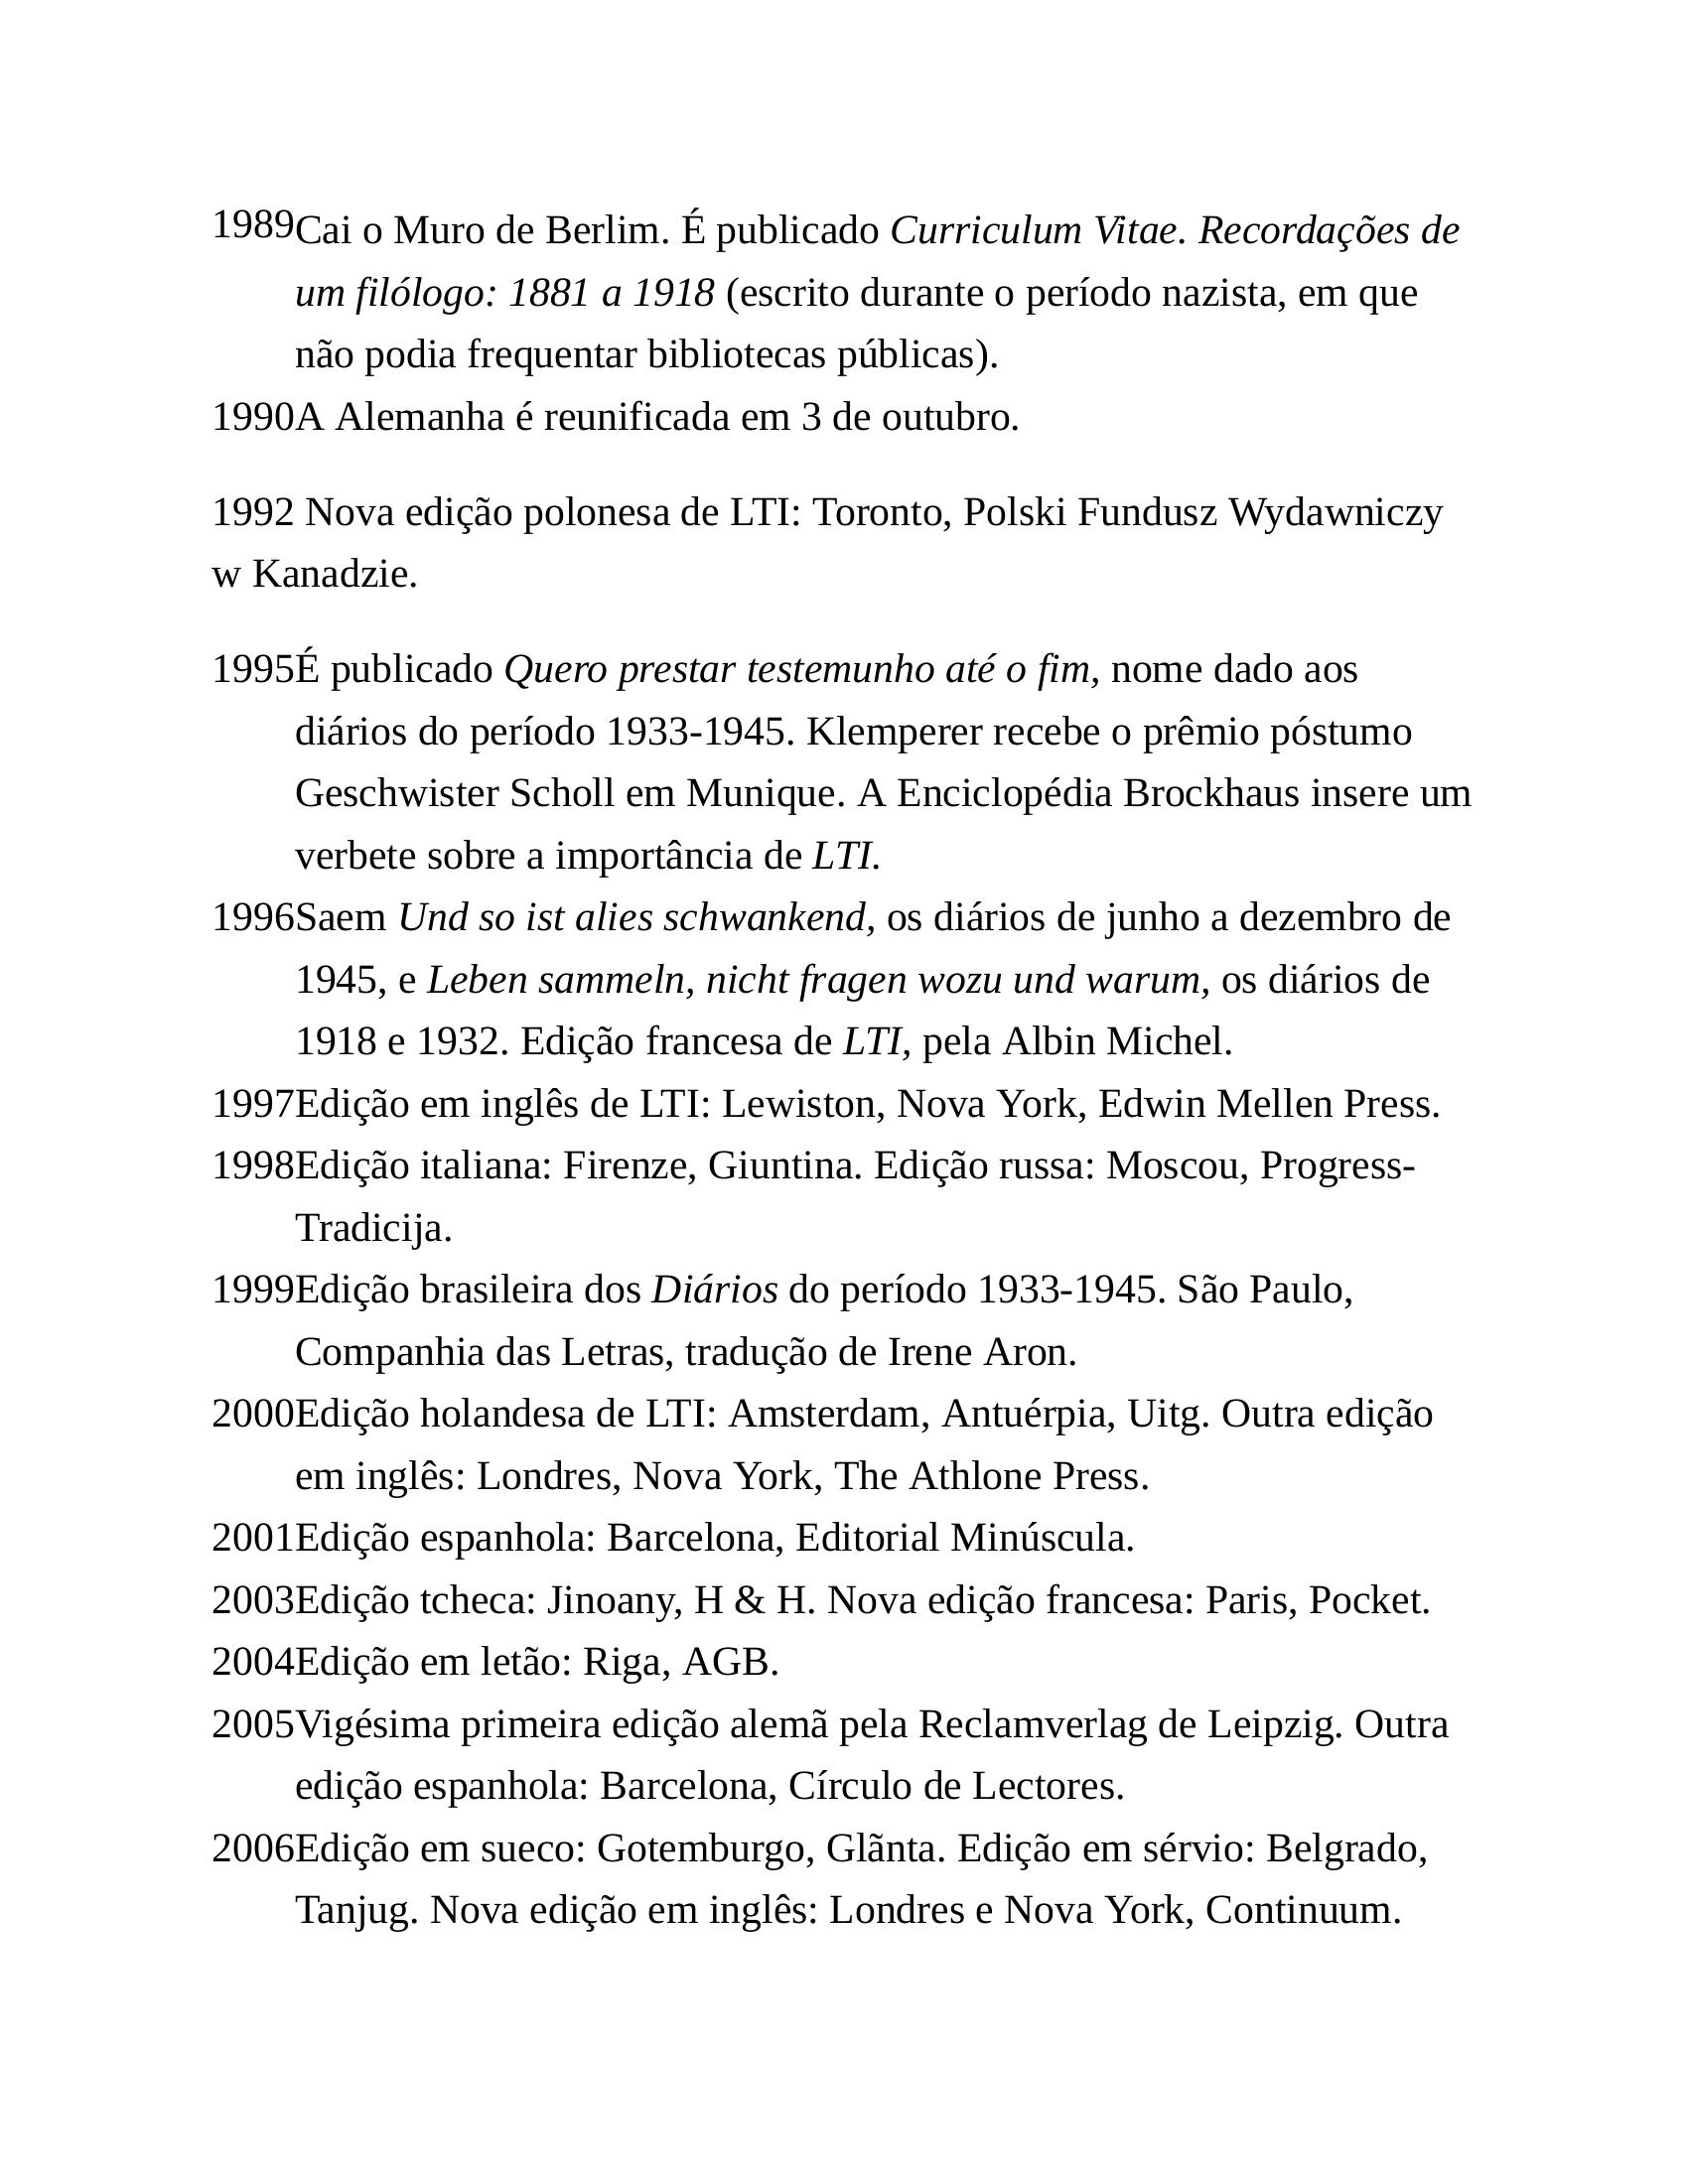 1989Cai o Muro de Berlim. É publicado Curriculum Vitae. Recordações de
um filólogo: 1881 a 1918 (escrito durante o período nazista, em que
não podia frequentar bibliotecas públicas).
1990A Alemanha é reunificada em 3 de outubro.
1992 Nova edição polonesa de LTI: Toronto, Polski Fundusz Wydawniczy
w Kanadzie.
1995É publicado Quero prestar testemunho até o fim, nome dado aos
diários do período 1933-1945. Klemperer recebe o prêmio póstumo
Geschwister Scholl em Munique. A Enciclopédia Brockhaus insere um
verbete sobre a importância de LTI.
1996Saem Und so ist alies schwankend, os diários de junho a dezembro de
1945, e Leben sammeln, nicht fragen wozu und warum, os diários de
1918 e 1932. Edição francesa de LTI, pela Albin Michel.
1997Edição em inglês de LTI: Lewiston, Nova York, Edwin Mellen Press.
1998Edição italiana: Firenze, Giuntina. Edição russa: Moscou, Progress-
Tradicija.
1999Edição brasileira dos Diários do período 1933-1945. São Paulo,
Companhia das Letras, tradução de Irene Aron.
2000Edição holandesa de LTI: Amsterdam, Antuérpia, Uitg. Outra edição
em inglês: Londres, Nova York, The Athlone Press.
2001Edição espanhola: Barcelona, Editorial Minúscula.
2003Edição tcheca: Jinoany, H & H. Nova edição francesa: Paris, Pocket.
2004Edição em letão: Riga, AGB.
2005Vigésima primeira edição alemã pela Reclamverlag de Leipzig. Outra
edição espanhola: Barcelona, Círculo de Lectores.
2006Edição em sueco: Gotemburgo, Glãnta. Edição em sérvio: Belgrado,
Tanjug. Nova edição em inglês: Londres e Nova York, Continuum.